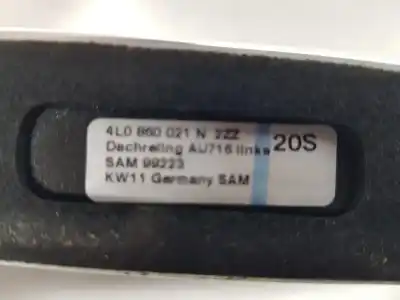 4L0 860 021 N 2ZZ
Dachreling AU716 links
20S
SAM 99223
KW11 Germany SAM